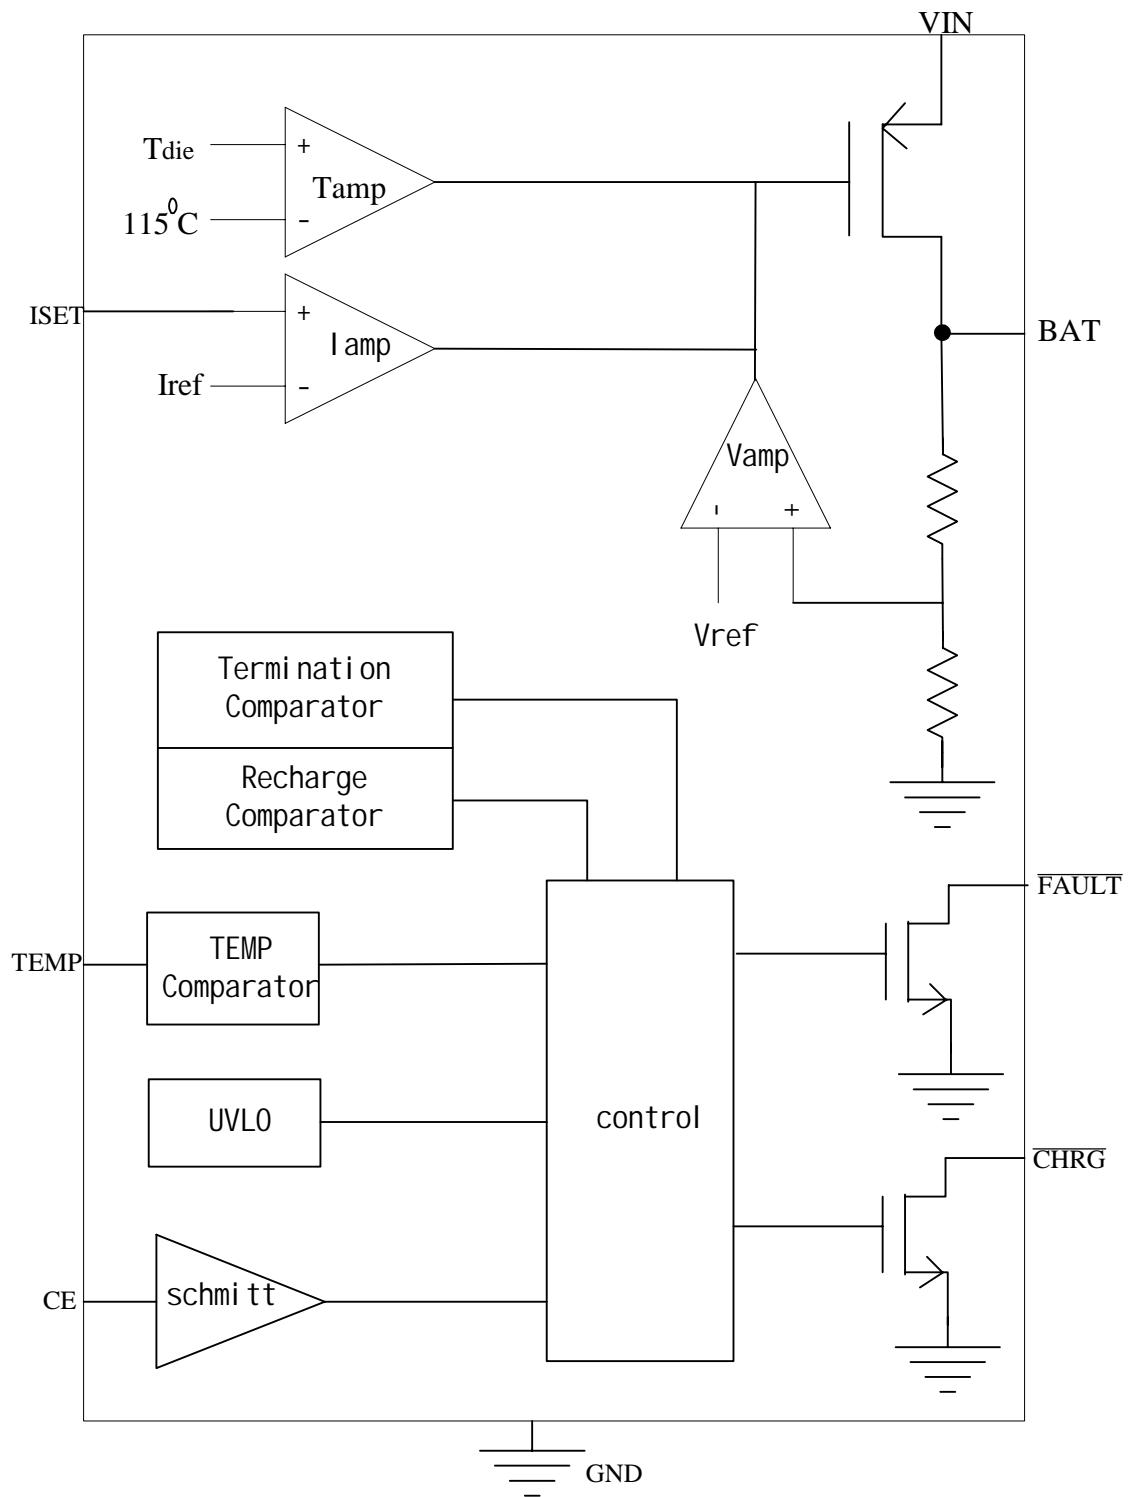 VIN
Tdie
+
Tamp
115⁰C
-
ISET
+
Iamp
Iref
-
BAT
Vamp
- +
Vref
Termination
Comparator
Recharge
Comparator
FAULT
TEMP
TEMP
Comparator
UVLO
control
CHRG
CE
schmitt
GND